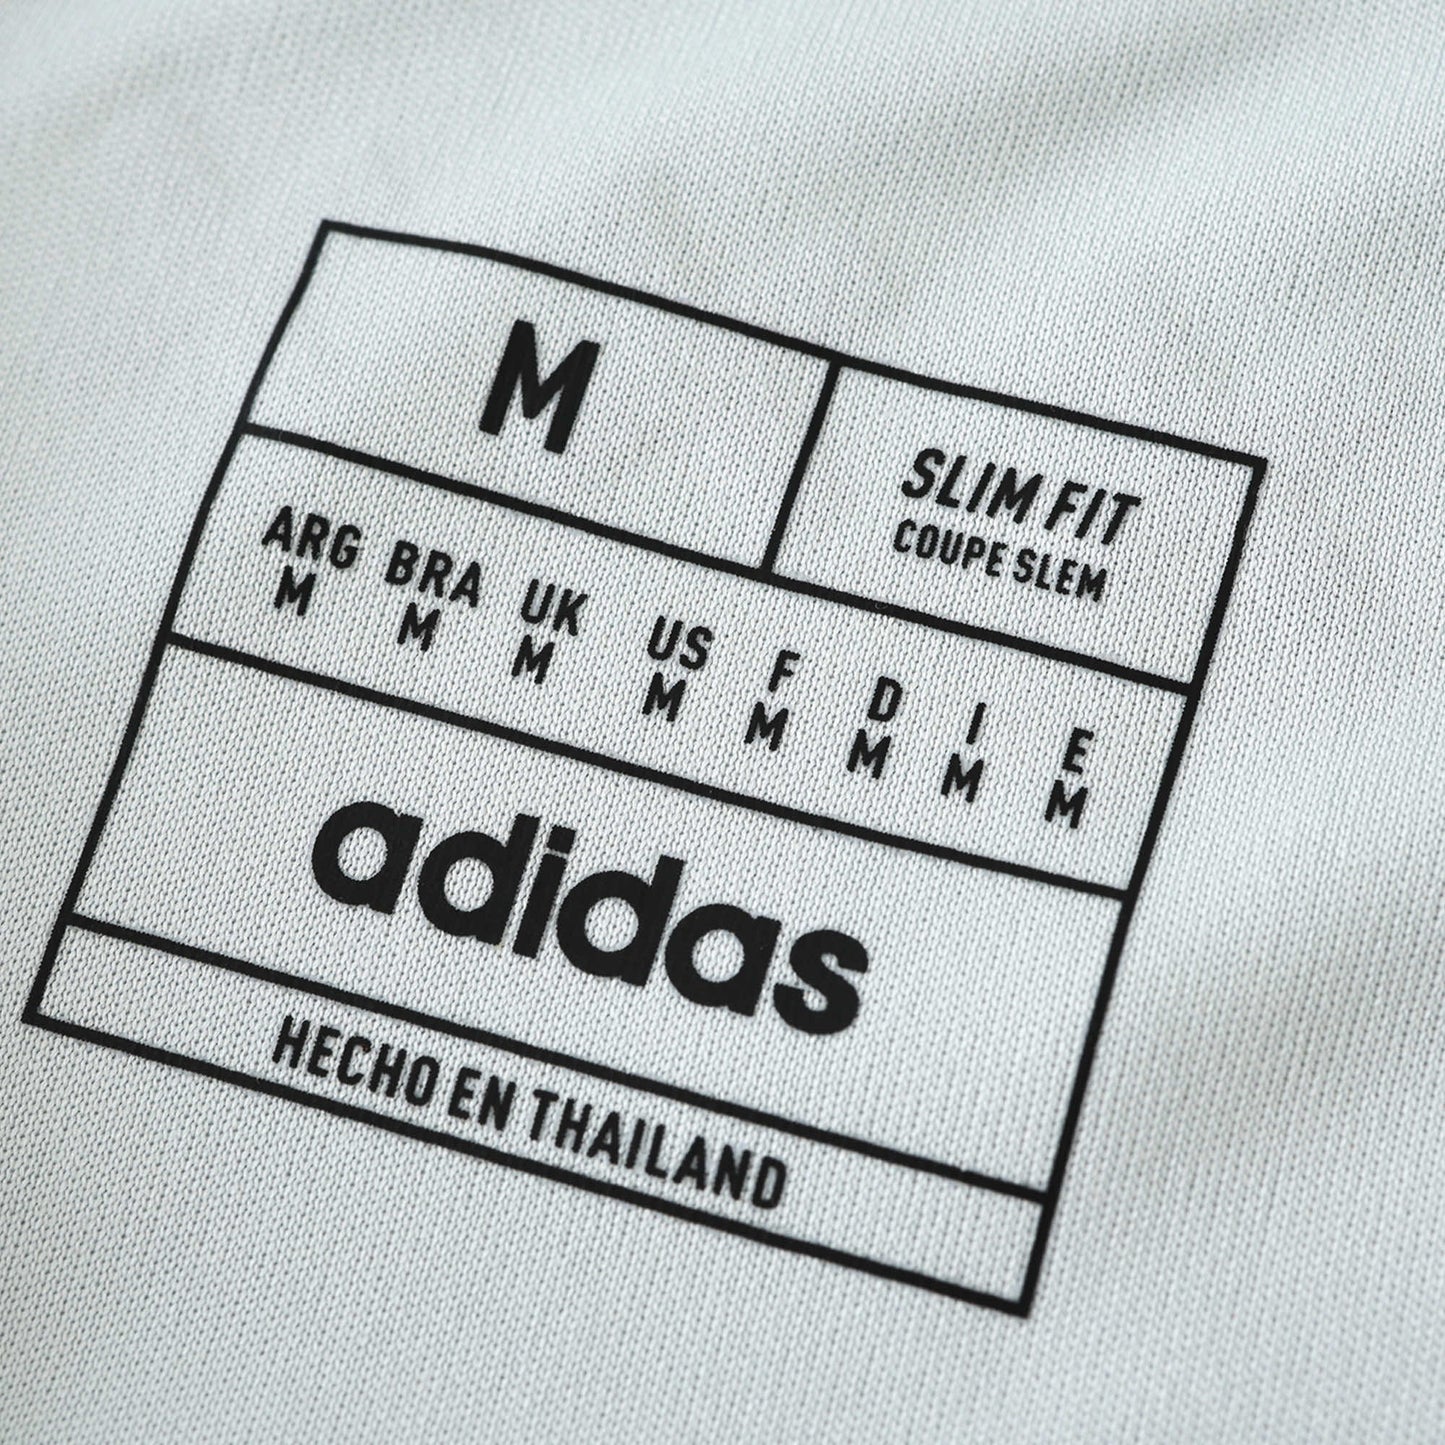 M
SLIM FIT
COUPE SLEM
ARG BRA UK US F D I E
M M M M M M M M
adidas
HECHO EN THAILAND